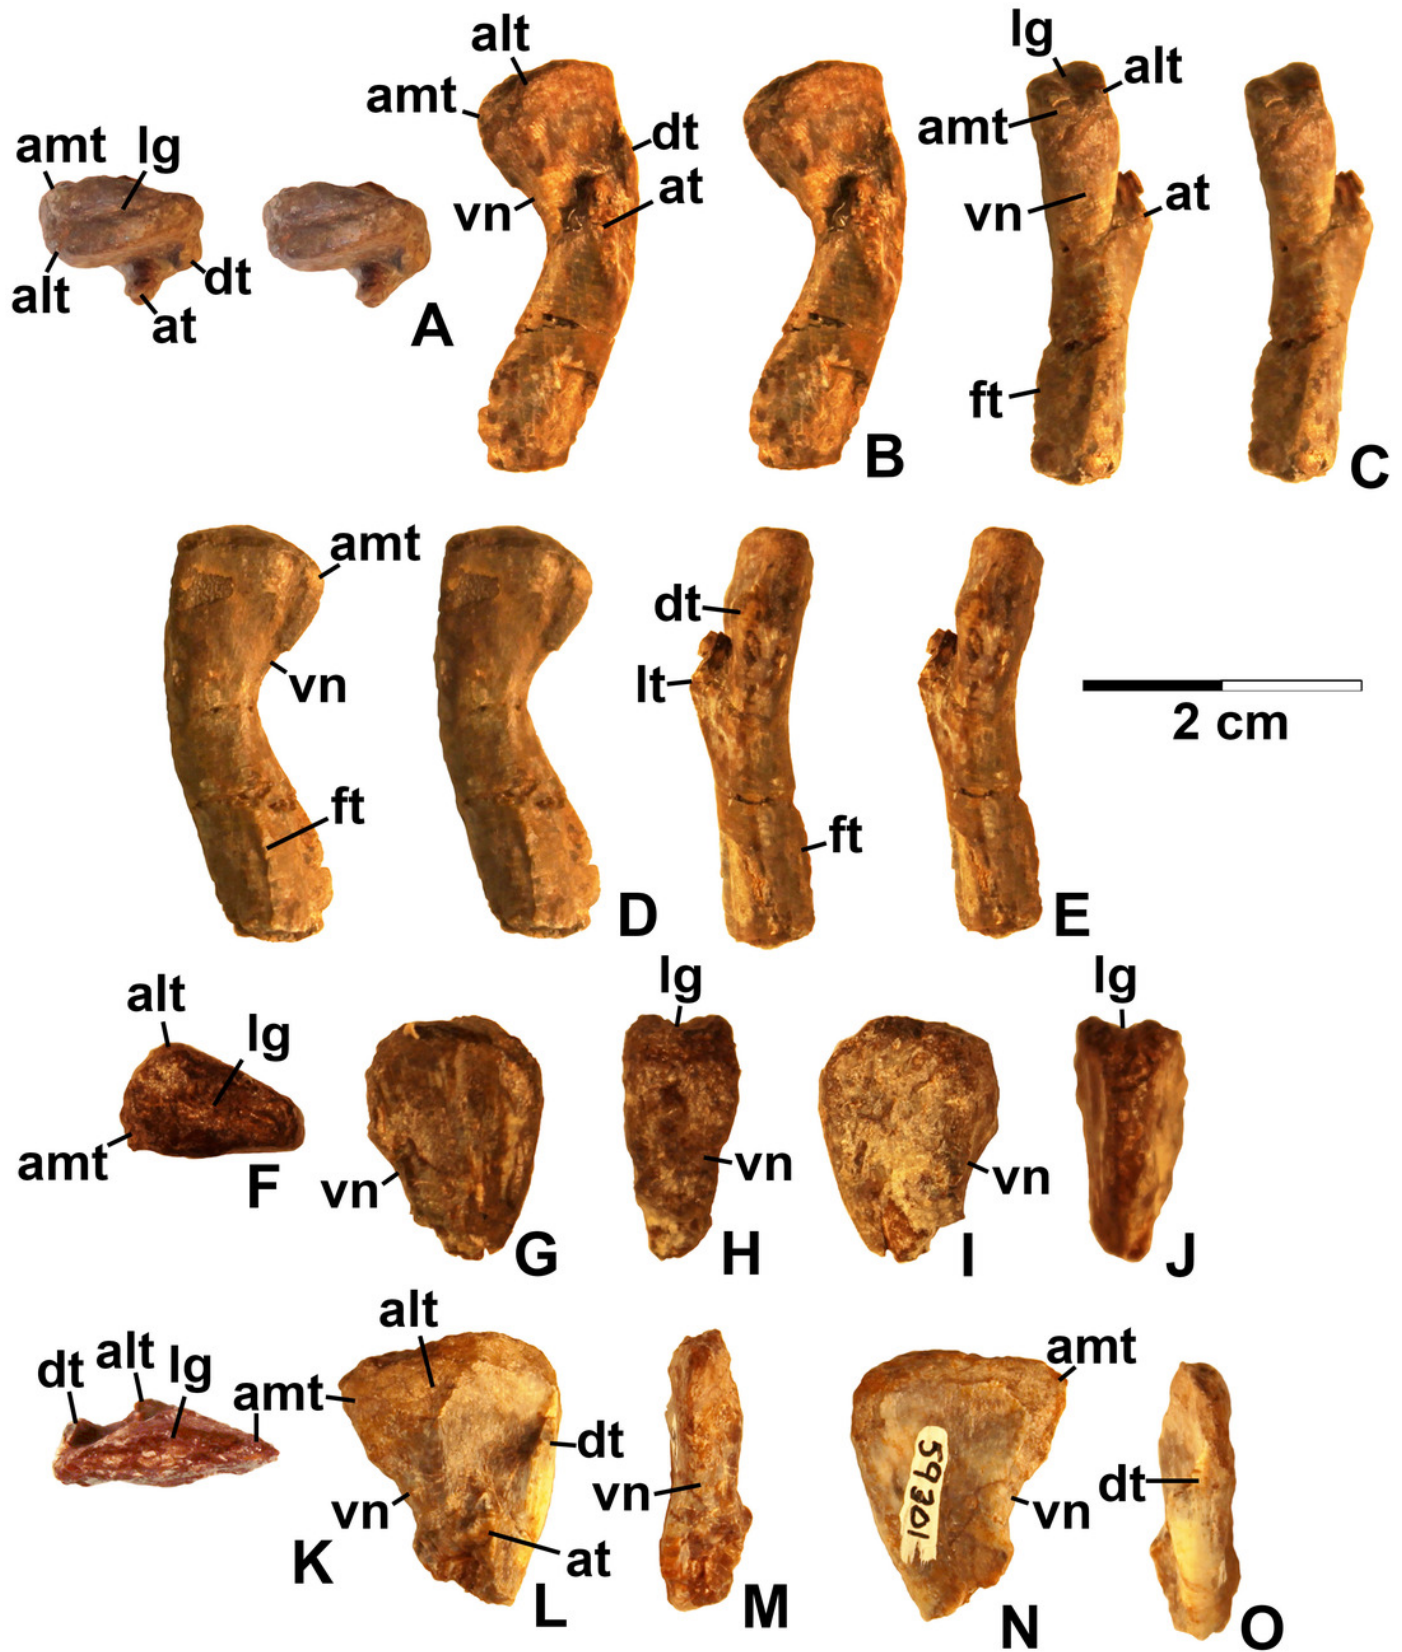 alt
amt
dt
at
vn
B
lg
alt
amt
vn
at
ft
C
amt
lg
alt
dt
at
A
amt
vn
ft
D
dt
lt
ft
E
2 cm
alt
lg
amt
F
vn
G
lg
vn
H
vn
I
lg
J
dt
alt
lg
amt
K
alt
vn
dt
at
L
vn
M
amt
vn
59301
N
dt
O